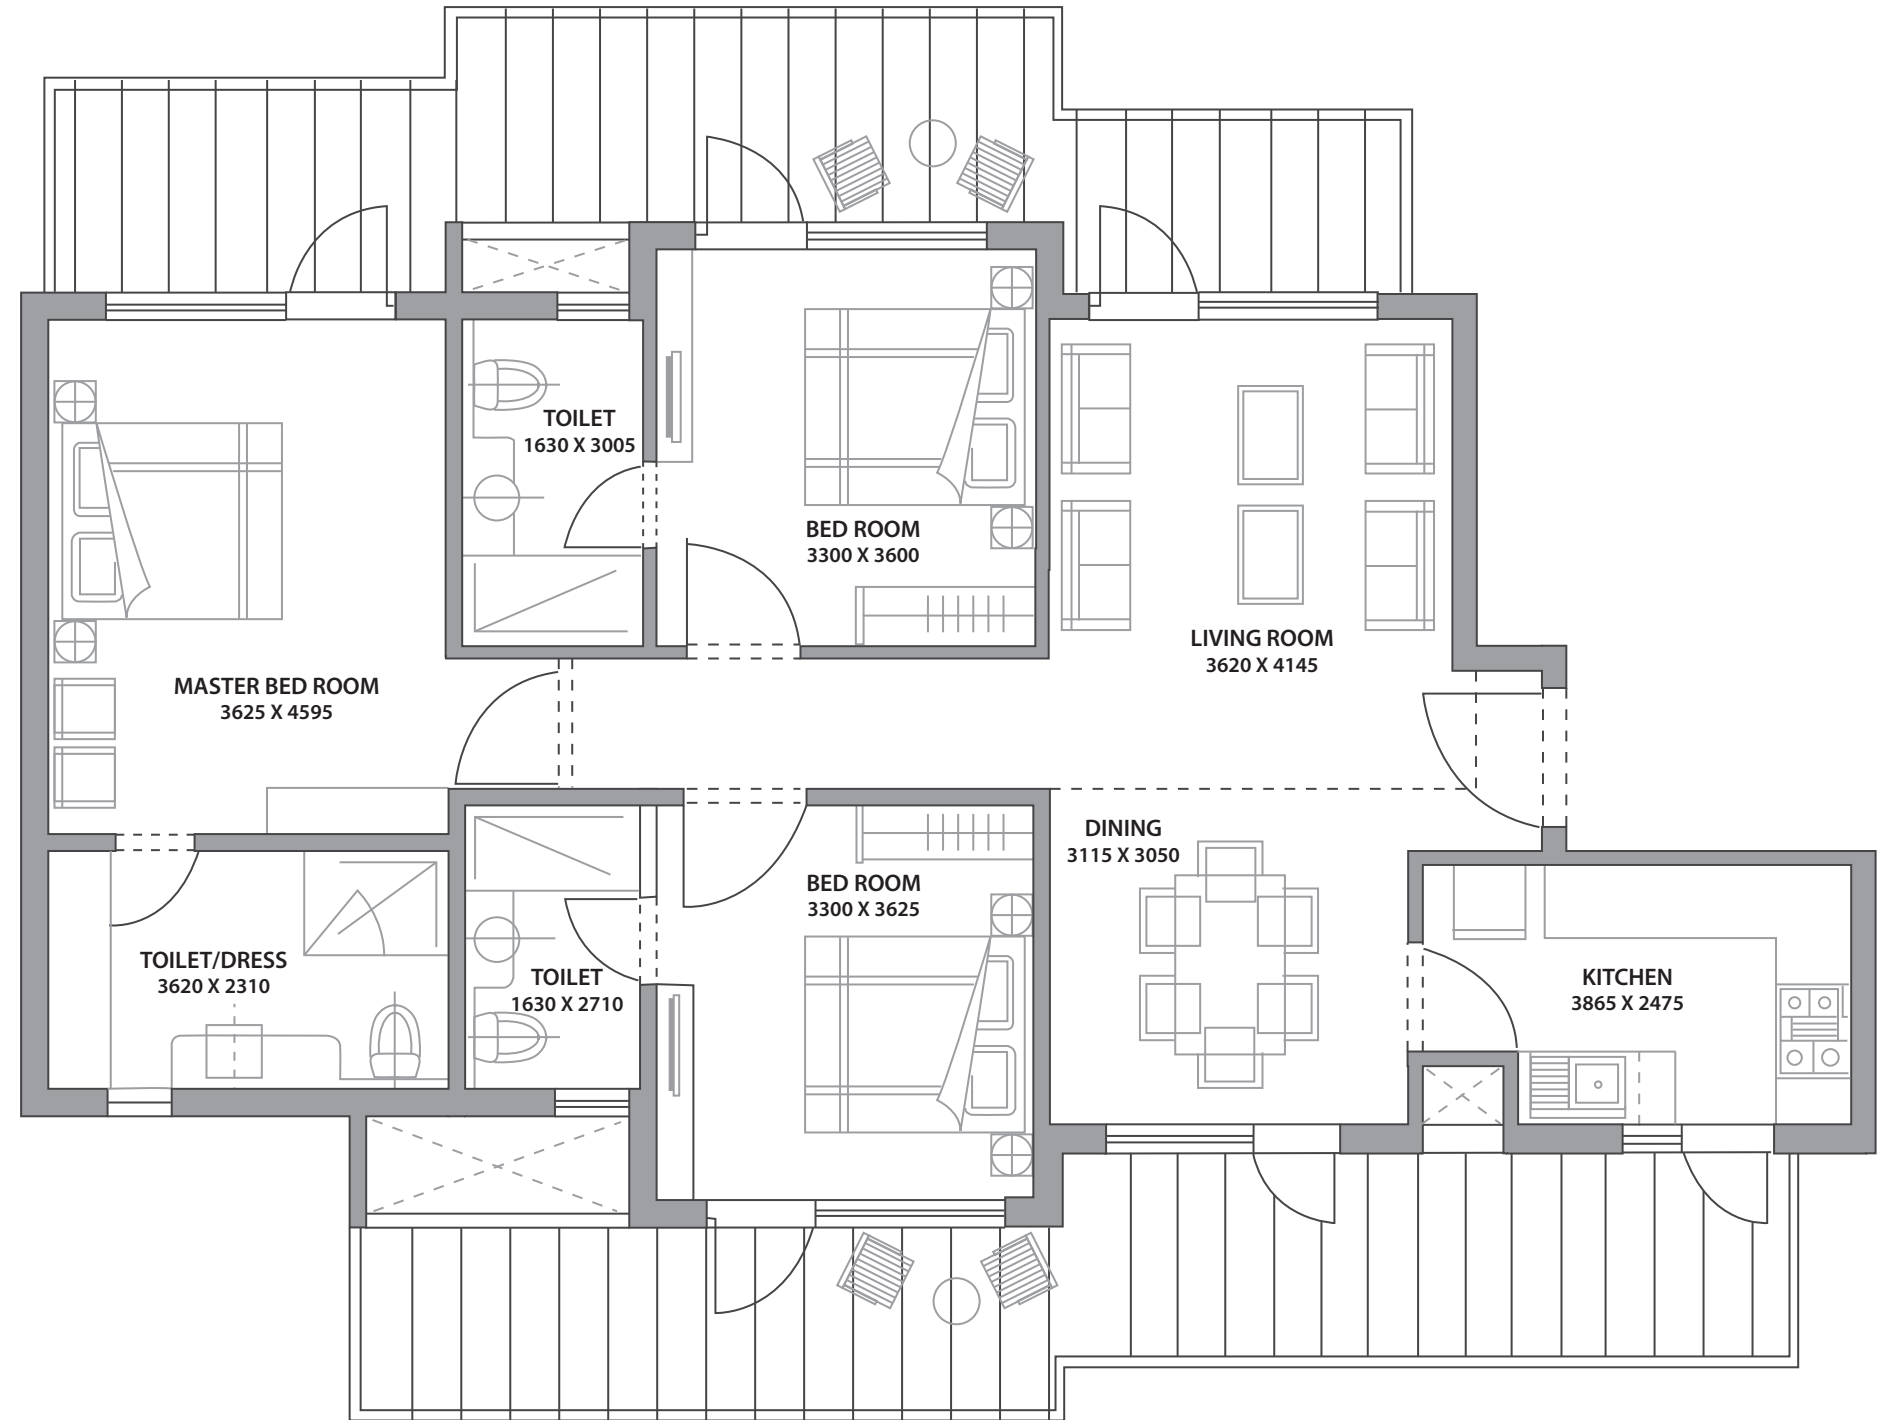 TOILET
1630 X 3005
BED ROOM
3300 X 3600
LIVING ROOM
3620 X 4145
MASTER BED ROOM
3625 X 4595
DINING
3115 X 3050
BED ROOM
3300 X 3625
TOILET/DRESS
3620 X 2310
TOILET
1630 X 2710
KITCHEN
3865 X 2475